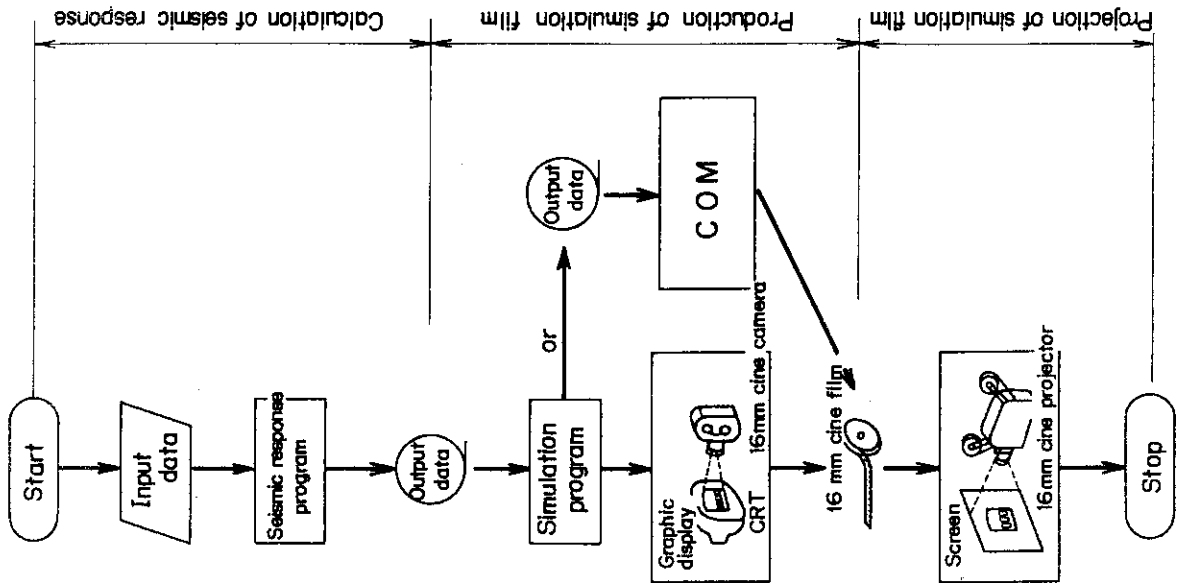 Calculation of seismic response
Production of simulation film
Projection of simulation film
Start
Input
data
Seismic response
program
Output
data
Simulation
program
or
Output
data
COM
Graphic
display
CRT
16mm cine camera
16 mm cine film
Screen
16mm cine projector
Stop